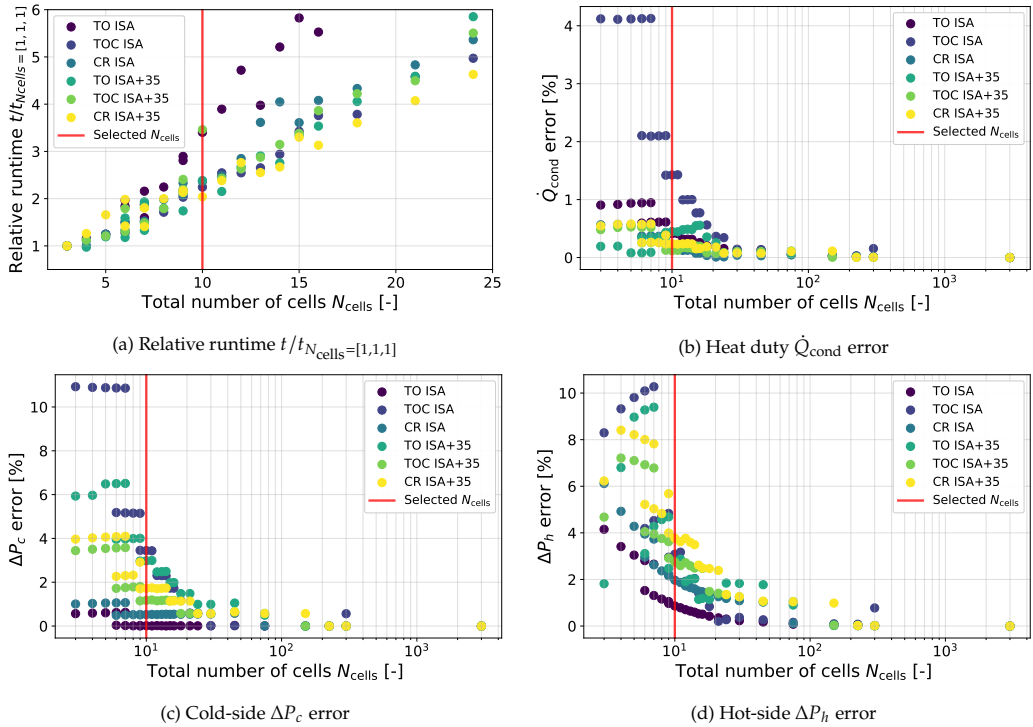 Relative runtime t/t_{Ncells=[1, 1, 1]}
6
5
4
3
2
1
TO ISA
TOC ISA
CR ISA
TO ISA+35
TOC ISA+35
CR ISA+35
Selected N_cells
5 10 15 20 25
Total number of cells N_cells [-]
(a) Relative runtime t/t_{N_cells=[1,1,1]}
Q̇_cond error [%]
4
3
2
1
0
TO ISA
TOC ISA
CR ISA
TO ISA+35
TOC ISA+35
CR ISA+35
Selected N_cells
10^1 10^2 10^3
Total number of cells N_cells [-]
(b) Heat duty Q̇_cond error
ΔP_c error [%]
10
8
6
4
2
0
TO ISA
TOC ISA
CR ISA
TO ISA+35
TOC ISA+35
CR ISA+35
Selected N_cells
10^1 10^2 10^3
Total number of cells N_cells [-]
(c) Cold-side ΔP_c error
ΔP_h error [%]
10
8
6
4
2
0
TO ISA
TOC ISA
CR ISA
TO ISA+35
TOC ISA+35
CR ISA+35
Selected N_cells
10^1 10^2 10^3
Total number of cells N_cells [-]
(d) Hot-side ΔP_h error